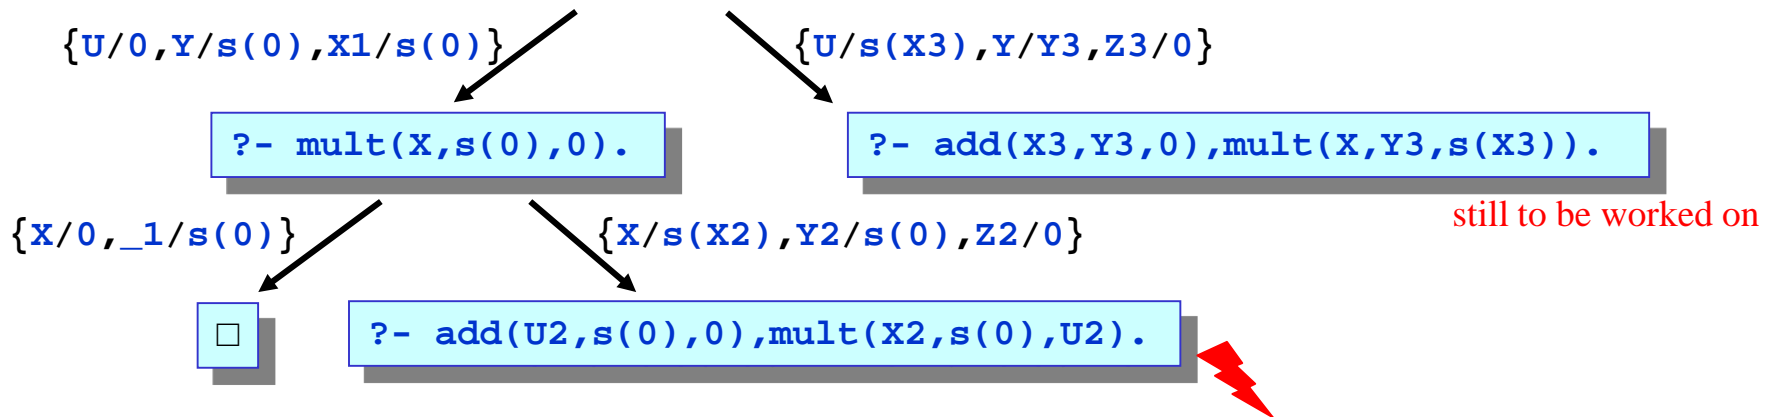 {U/0,Y/s(0),X1/s(0)} {U/s(X3),Y/Y3,Z3/0}
?- mult(X,s(0),0). ?- add(X3,Y3,0),mult(X,Y3,s(X3)).
still to be worked on
{X/0,_1/s(0)} {X/s(X2),Y2/s(0),Z2/0}
□ ?- add(U2,s(0),0),mult(X2,s(0),U2).